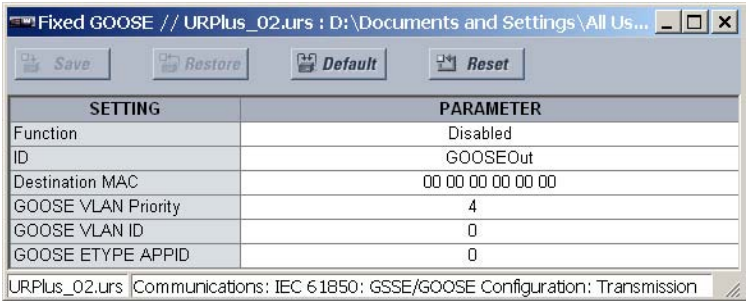 Fixed GOOSE // URPlus_02.urs : D:\Documents and Settings\All Us...
Save Restore Default Reset
SETTING PARAMETER
Function Disabled
ID GOOSEOut
Destination MAC 00 00 00 00 00 00
GOOSE VLAN Priority 4
GOOSE VLAN ID 0
GOOSE ETYPE APPID 0
URPlus_02.urs Communications: IEC 61850: GSSE/GOOSE Configuration: Transmission